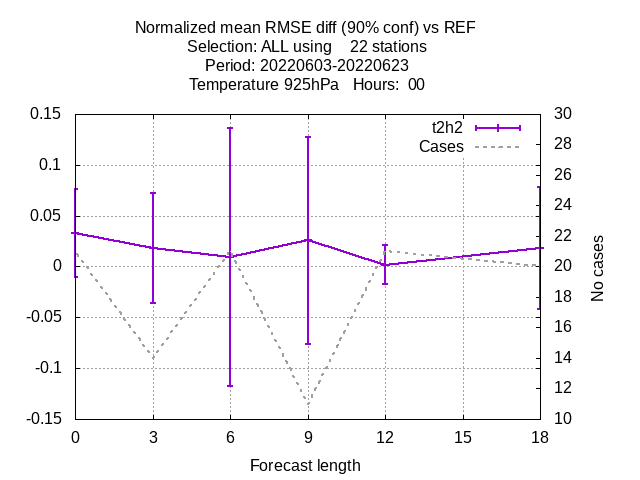 Normalized mean RMSE diff (90% conf) vs REF
Selection: ALL using    22 stations
Period: 20220603-20220623
Temperature 925hPa   Hours:  00
t2h2
Cases
0.15
0.1
0.05
0
-0.05
-0.1
-0.15
30
28
26
24
22
20
18
16
14
12
10
No cases
0 3 6 9 12 15 18
Forecast length